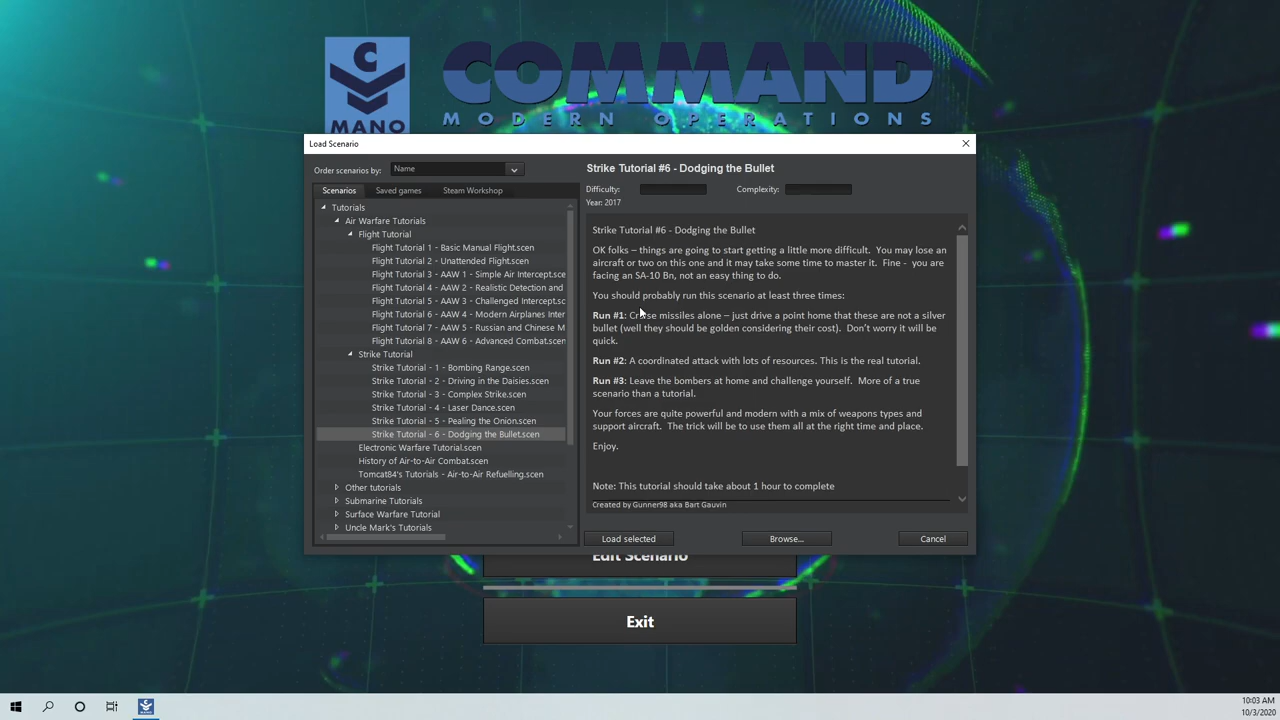 C
MANO
COMMAND
MODERN OPERATIONS
Load Scenario
Order scenarios by:
Name
Scenarios
Saved games
Steam Workshop
Tutorials
Air Warfare Tutorials
Flight Tutorial
Flight Tutorial 1 - Basic Manual Flight.scen
Flight Tutorial 2 - Unattended Flight.scen
Flight Tutorial 3 - AAW 1 - Simple Air Intercept.sce
Flight Tutorial 4 - AAW 2 - Realistic Detection and
Flight Tutorial 5 - AAW 3 - Challenged Intercept.sc
Flight Tutorial 6 - AAW 4 - Modern Airplanes Inter
Flight Tutorial 7 - AAW 5 - Russian and Chinese M
Flight Tutorial 8 - AAW 6 - Advanced Combat.scen
Strike Tutorial
Strike Tutorial - 1 - Bombing Range.scen
Strike Tutorial - 2 - Driving in the Daisies.scen
Strike Tutorial - 3 - Complex Strike.scen
Strike Tutorial - 4 - Laser Dance.scen
Strike Tutorial - 5 - Pealing the Onion.scen
Strike Tutorial - 6 - Dodging the Bullet.scen
Electronic Warfare Tutorial.scen
History of Air-to-Air Combat.scen
Tomcat84's Tutorials - Air-to-Air Refuelling.scen
Other tutorials
Submarine Tutorials
Surface Warfare Tutorial
Uncle Mark's Tutorials
Strike Tutorial #6 - Dodging the Bullet
Difficulty:
Complexity:
Year: 2017
Strike Tutorial #6 - Dodging the Bullet
OK folks – things are going to start getting a little more difficult. You may lose an
aircraft or two on this one and it may take some time to master it. Fine - you are
facing an SA-10 Bn, not an easy thing to do.
You should probably run this scenario at least three times:
Run #1: Cruise missiles alone – just drive a point home that these are not a silver
bullet (well they should be golden considering their cost). Don't worry it will be
quick.
Run #2: A coordinated attack with lots of resources. This is the real tutorial.
Run #3: Leave the bombers at home and challenge yourself. More of a true
scenario than a tutorial.
Your forces are quite powerful and modern with a mix of weapons types and
support aircraft. The trick will be to use them all at the right time and place.
Enjoy.
Note: This tutorial should take about 1 hour to complete
Created by Gunner98 aka Bart Gauvin
Load selected
Browse...
Cancel
Edit Scenario
Exit
MANO
10:03 AM
10/3/2020